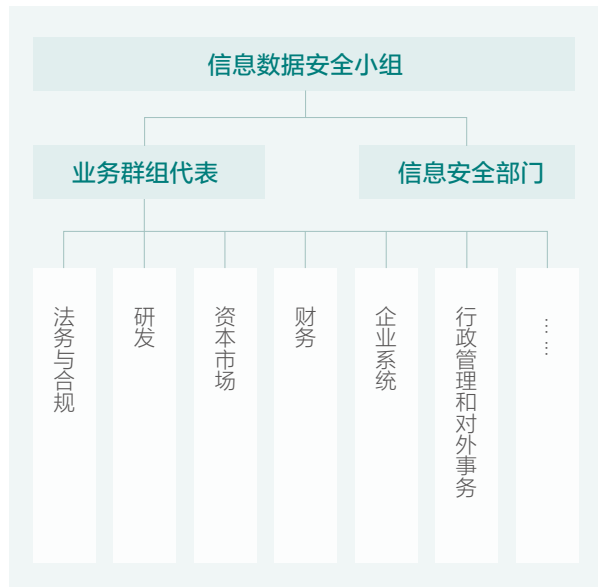 信息数据安全小组
业务群组代表
信息安全部门
法务与合规
研发
资本市场
财务
企业系统
行政管理和对外事务
……